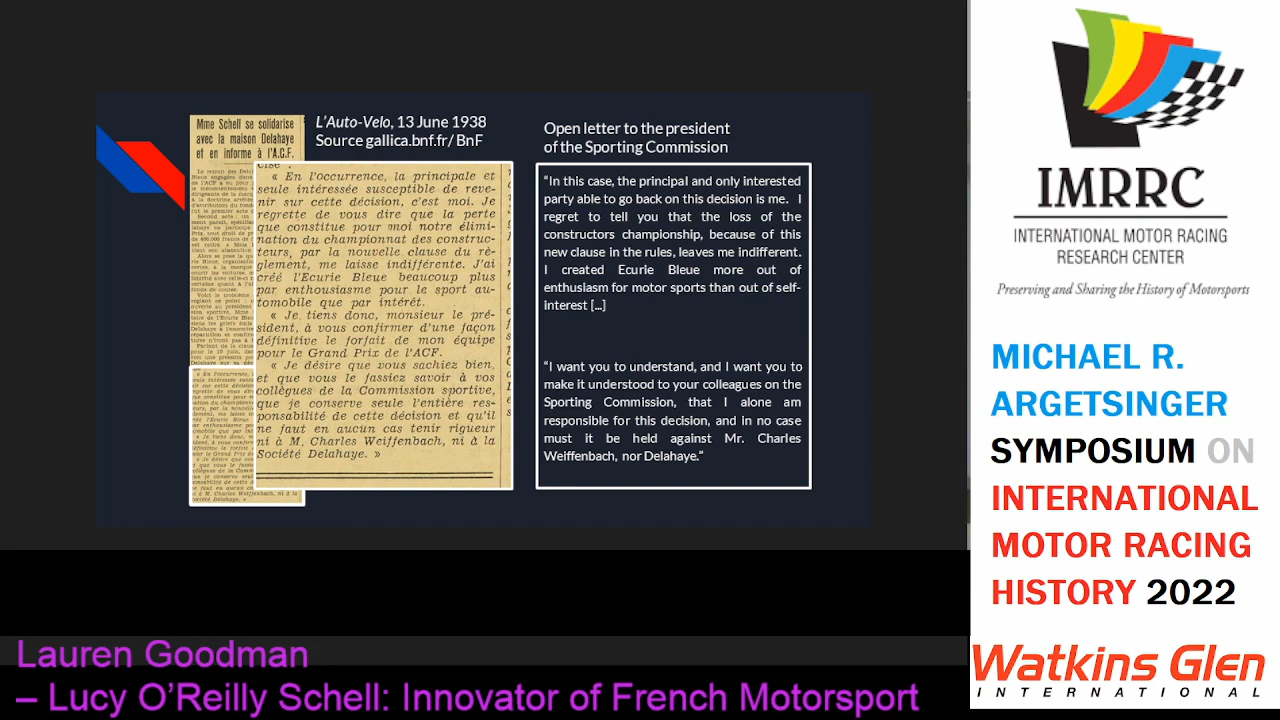 L'Auto-Velo, 13 June 1938
Source gallica.bnf.fr/ BnF
Mme Schell se solidarise
avec la maison Delahaye
et en informe à l'A.C.F.
« En l'occurrence, la principale et
seule intéressée susceptible de reve-
nir sur cette décision, c'est moi. Je
regrette de vous dire que la perte
que constitue pour moi notre élimi-
nation du championnat des construc-
teurs, par la nouvelle clause du rè-
glement, me laisse indifférente. J'ai
créé l'Ecurie Bleue beaucoup plus
par enthousiasme pour le sport au-
tomobile que par intérêt.
« Je tiens donc, monsieur le pré-
sident, à vous confirmer d'une façon
définitive le forfait de mon équipe
pour le Grand Prix de l'ACF.
« Je désire que vous sachiez bien,
et que vous le fassiez savoir à vos
collègues de la Commission sportive,
que je conserve seule l'entière res-
ponsabilité de cette décision et qu'il
ne faut en aucun cas tenir rigueur
ni à M. Charles Weiffenbach, ni à la
Société Delahaye. »
Open letter to the president
of the Sporting Commission
"In this case, the principal and only interested
party able to go back on this decision is me. I
regret to tell you that the loss of the
constructors championship, because of this
new clause in the rules, leaves me indifferent.
I created Ecurie Bleue more out of
enthusiasm for motor sports than out of self-
interest [...]
"I want you to understand, and I want you to
make it understood to your colleagues on the
Sporting Commission, that I alone am
responsible for this decision, and in no case
must it be held against Mr. Charles
Weiffenbach, nor Delahaye."
IMRRC
INTERNATIONAL MOTOR RACING
RESEARCH CENTER
Preserving and Sharing the History of Motorsports
MICHAEL R.
ARGETSINGER
SYMPOSIUM ON
INTERNATIONAL
MOTOR RACING
HISTORY 2022
Watkins Glen
INTERNATIONAL
Lauren Goodman
– Lucy O'Reilly Schell: Innovator of French Motorsport